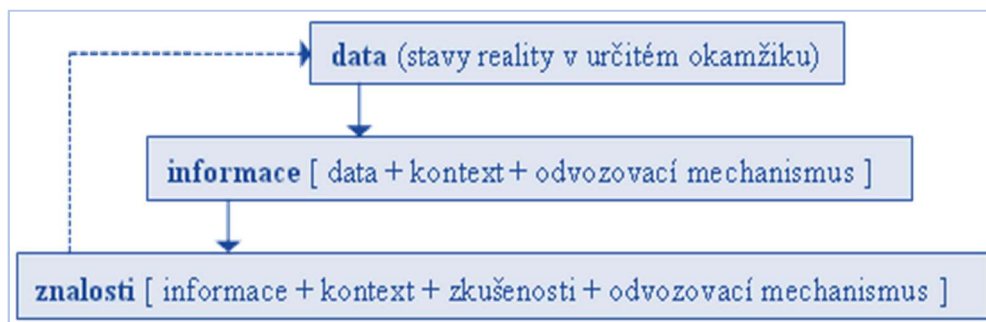 data (stavy reality v určitém okamžiku)
informace [ data + kontext + odvozovací mechanismus ]
znalosti [ informace + kontext + zkušenosti + odvozovací mechanismus ]